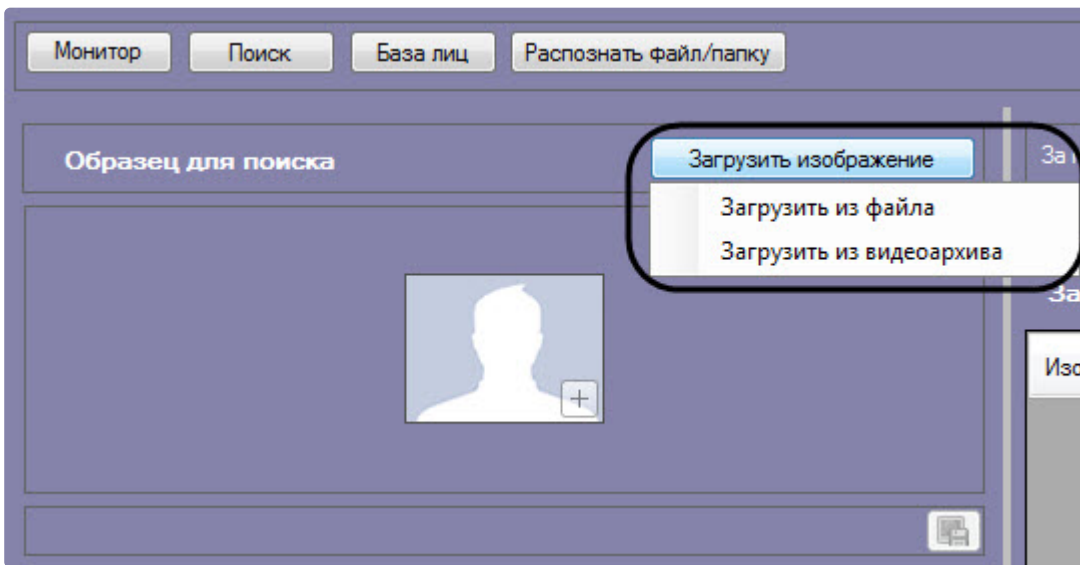 Монитор Поиск База лиц Распознать файл/папку
Образец для поиска
Загрузить изображение
Загрузить из файла
Загрузить из видеоархива